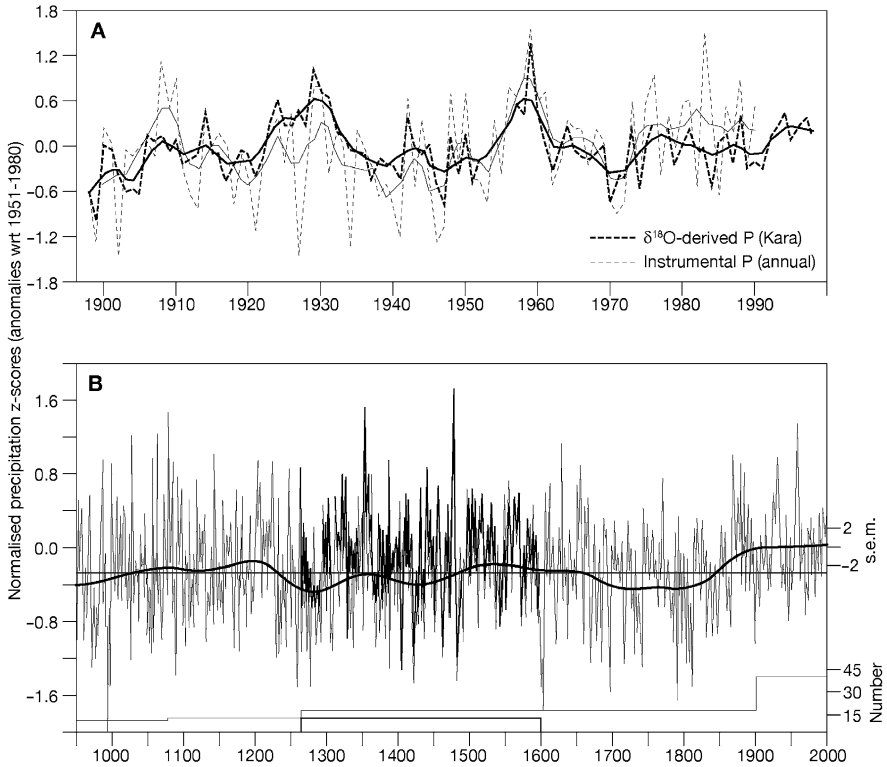 Normalised precipitation z-scores (anomalies wrt 1951-1980)
A
1.8
1.2
0.6
0.0
−0.6
−1.2
−1.8
δ¹⁸O-derived P (Kara)
Instrumental P (annual)
1900 1910 1920 1930 1940 1950 1960 1970 1980 1990
B
1.6
0.8
0.0
−0.8
−1.6
2
−2
s.e.m.
45
30
15
Number
1000 1100 1200 1300 1400 1500 1600 1700 1800 1900 2000